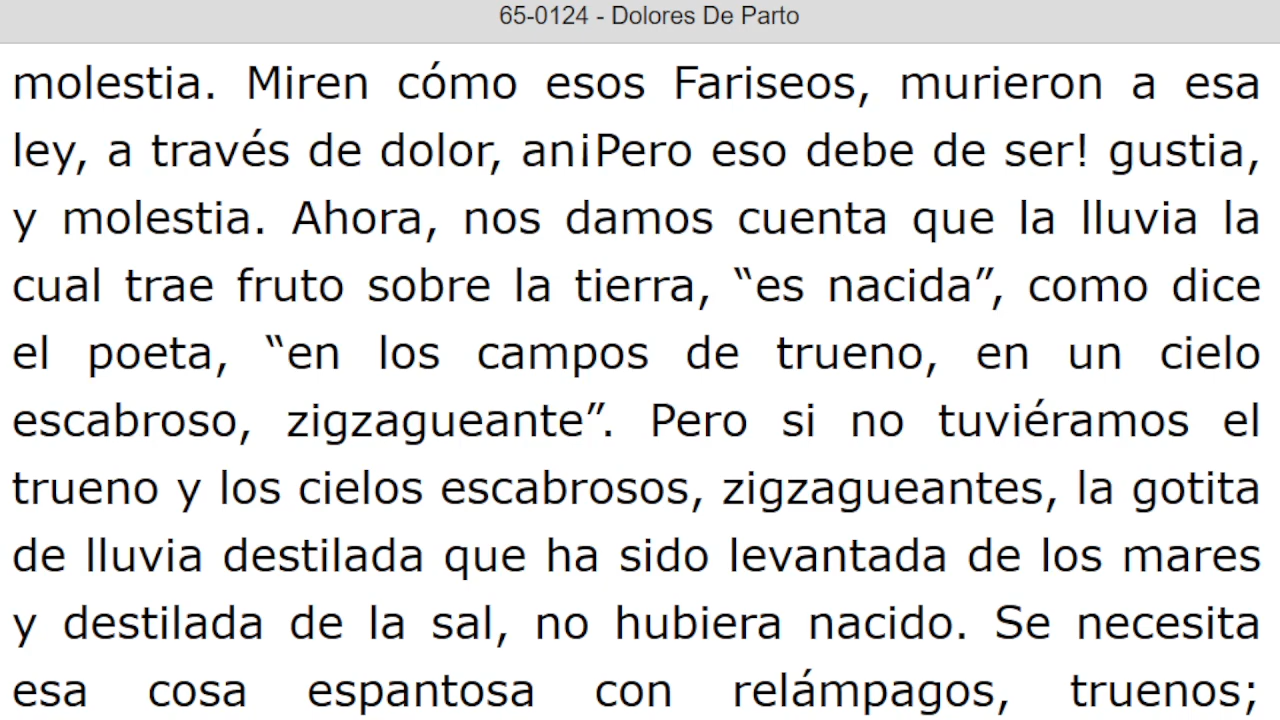 65-0124 - Dolores De Parto
molestia. Miren cómo esos Fariseos, murieron a esa
ley, a través de dolor, ani​Pero eso debe de ser! gustia,
y molestia. Ahora, nos damos cuenta que la lluvia la
cual trae fruto sobre la tierra, “es nacida”, como dice
el poeta, “en los campos de trueno, en un cielo
escabroso, zigzagueante”. Pero si no tuviéramos el
trueno y los cielos escabrosos, zigzagueantes, la gotita
de lluvia destilada que ha sido levantada de los mares
y destilada de la sal, no hubiera nacido. Se necesita
esa cosa espantosa con relámpagos, truenos;